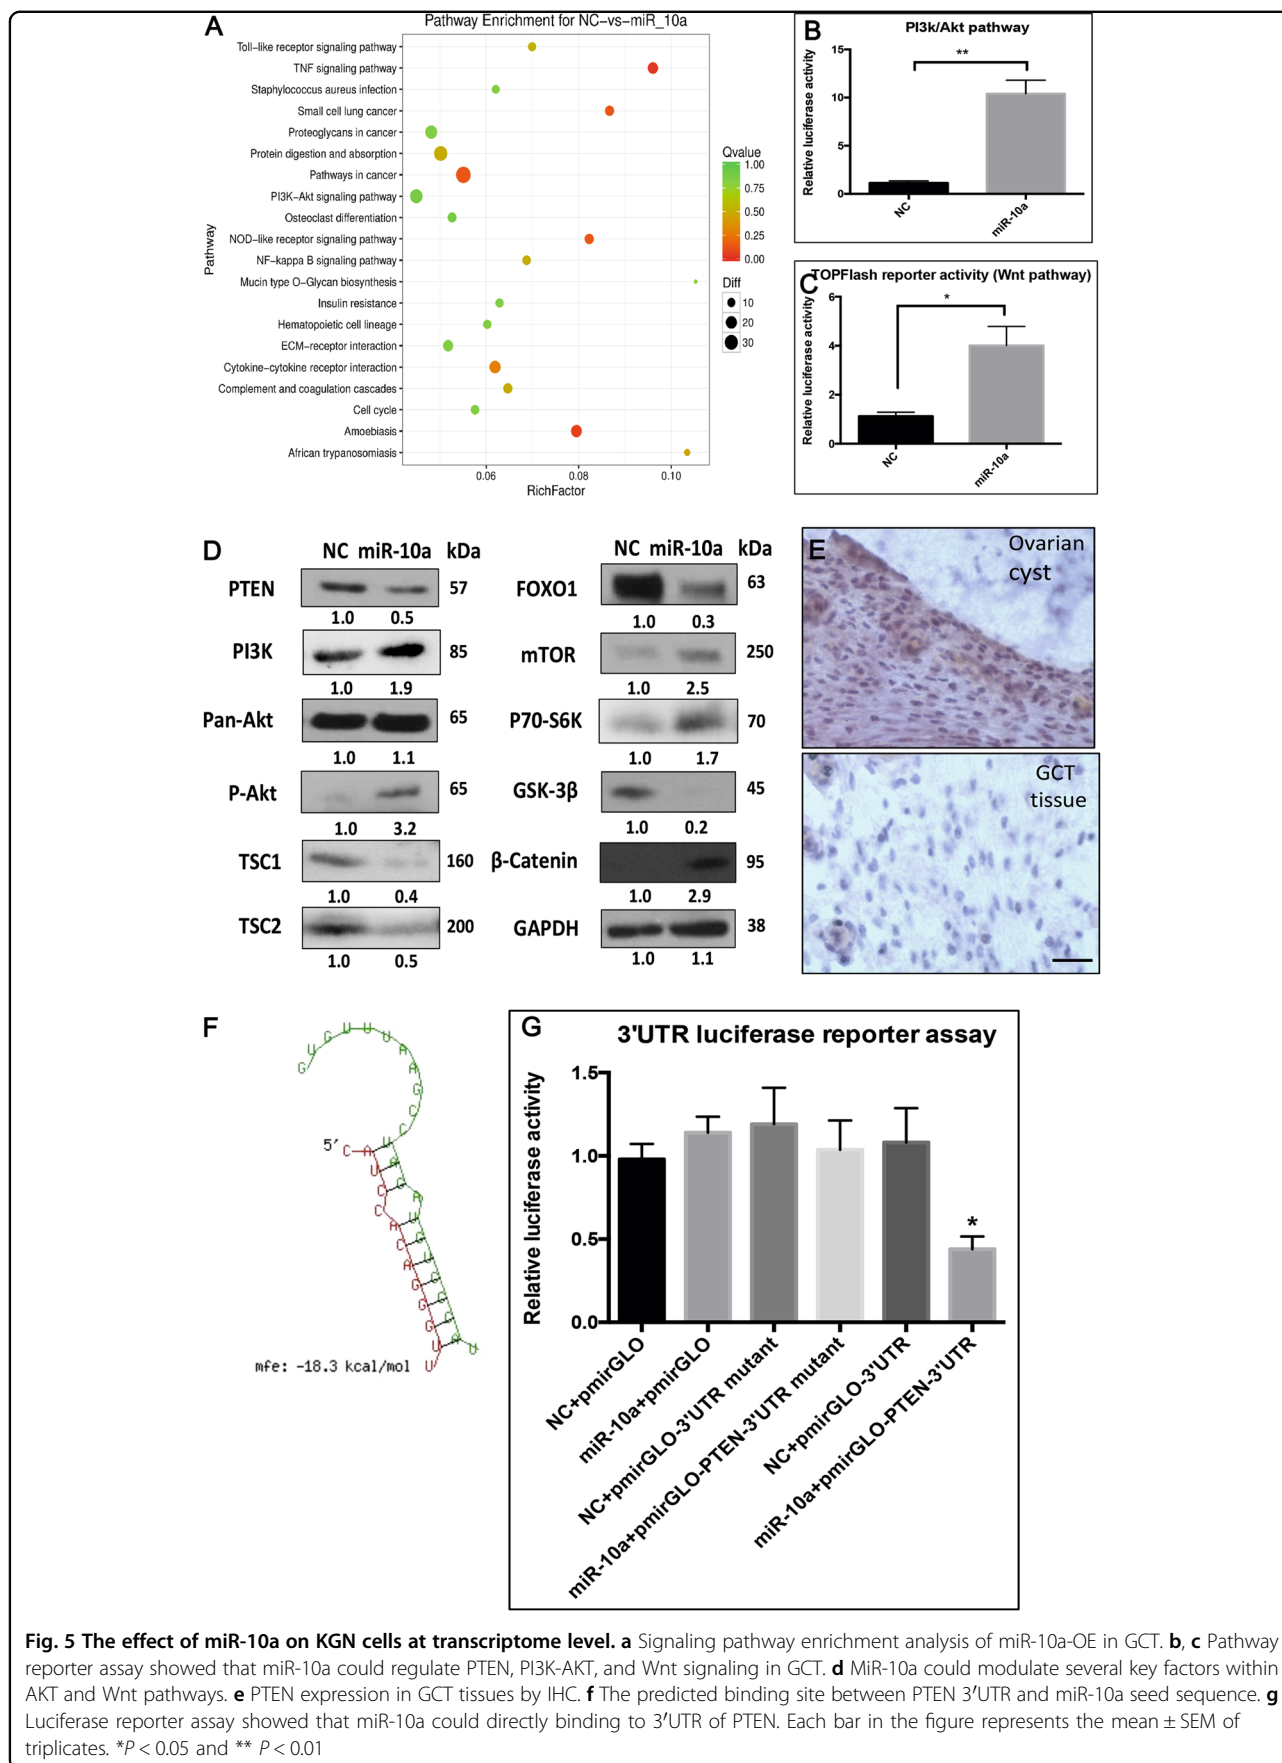 A
Pathway Enrichment for NC-vs-miR_10a
Pathway
Toll-like receptor signaling pathway
TNF signaling pathway
Staphylococcus aureus infection
Small cell lung cancer
Proteoglycans in cancer
Protein digestion and absorption
Pathways in cancer
PI3K-Akt signaling pathway
Osteoclast differentiation
NOD-like receptor signaling pathway
NF-kappa B signaling pathway
Mucin type O-Glycan biosynthesis
Insulin resistance
Hematopoietic cell lineage
ECM-receptor interaction
Cytokine-cytokine receptor interaction
Complement and coagulation cascades
Cell cycle
Amoebiasis
African trypanosomiasis
0.06 0.08 0.10
RichFactor
Qvalue
1.00
0.75
0.50
0.25
0.00
Diff
10
20
30
B
PI3k/Akt pathway
Relative luciferase activity
15
10
5
0
**
NC
miR-10a
C
TOPFlash reporter activity (Wnt pathway)
Relative luciferase activity
6
4
2
0
*
NC
miR-10a
D
NC miR-10a kDa
PTEN 57
1.0 0.5
PI3K 85
1.0 1.9
Pan-Akt 65
1.0 1.1
P-Akt 65
1.0 3.2
TSC1 160
1.0 0.4
TSC2 200
1.0 0.5
NC miR-10a kDa
FOXO1 63
1.0 0.3
mTOR 250
1.0 2.5
P70-S6K 70
1.0 1.7
GSK-3β 45
1.0 0.2
β-Catenin 95
1.0 2.9
GAPDH 38
1.0 1.1
E
Ovarian
cyst
GCT
tissue
F
5′
mfe: -18.3 kcal/mol
G
3'UTR luciferase reporter assay
Relative luciferase activity
1.5
1.0
0.5
0.0
*
NC+pmirGLO
miR-10a+pmirGLO
NC+pmirGLO-3'UTR mutant
miR-10a+pmirGLO-PTEN-3'UTR mutant
NC+pmirGLO-3'UTR
miR-10a+pmirGLO-PTEN-3'UTR
Fig. 5 The effect of miR-10a on KGN cells at transcriptome level. a Signaling pathway enrichment analysis of miR-10a-OE in GCT. b, c Pathway
reporter assay showed that miR-10a could regulate PTEN, PI3K-AKT, and Wnt signaling in GCT. d MiR-10a could modulate several key factors within
AKT and Wnt pathways. e PTEN expression in GCT tissues by IHC. f The predicted binding site between PTEN 3′UTR and miR-10a seed sequence. g
Luciferase reporter assay showed that miR-10a could directly binding to 3′UTR of PTEN. Each bar in the figure represents the mean ± SEM of
triplicates. *P < 0.05 and ** P < 0.01